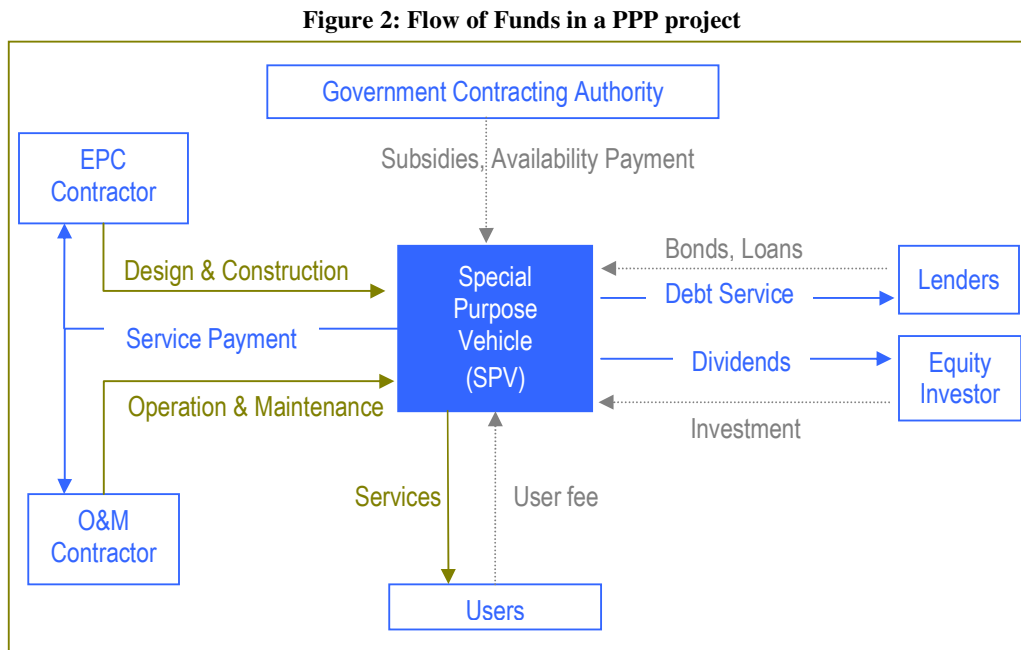 Figure 2: Flow of Funds in a PPP project
Government Contracting Authority
Subsidies, Availability Payment
EPC
Contractor
Design & Construction
Service Payment
Operation & Maintenance
O&M
Contractor
Special
Purpose
Vehicle
(SPV)
Bonds, Loans
Debt Service
Lenders
Dividends
Equity
Investor
Investment
Services
User fee
Users